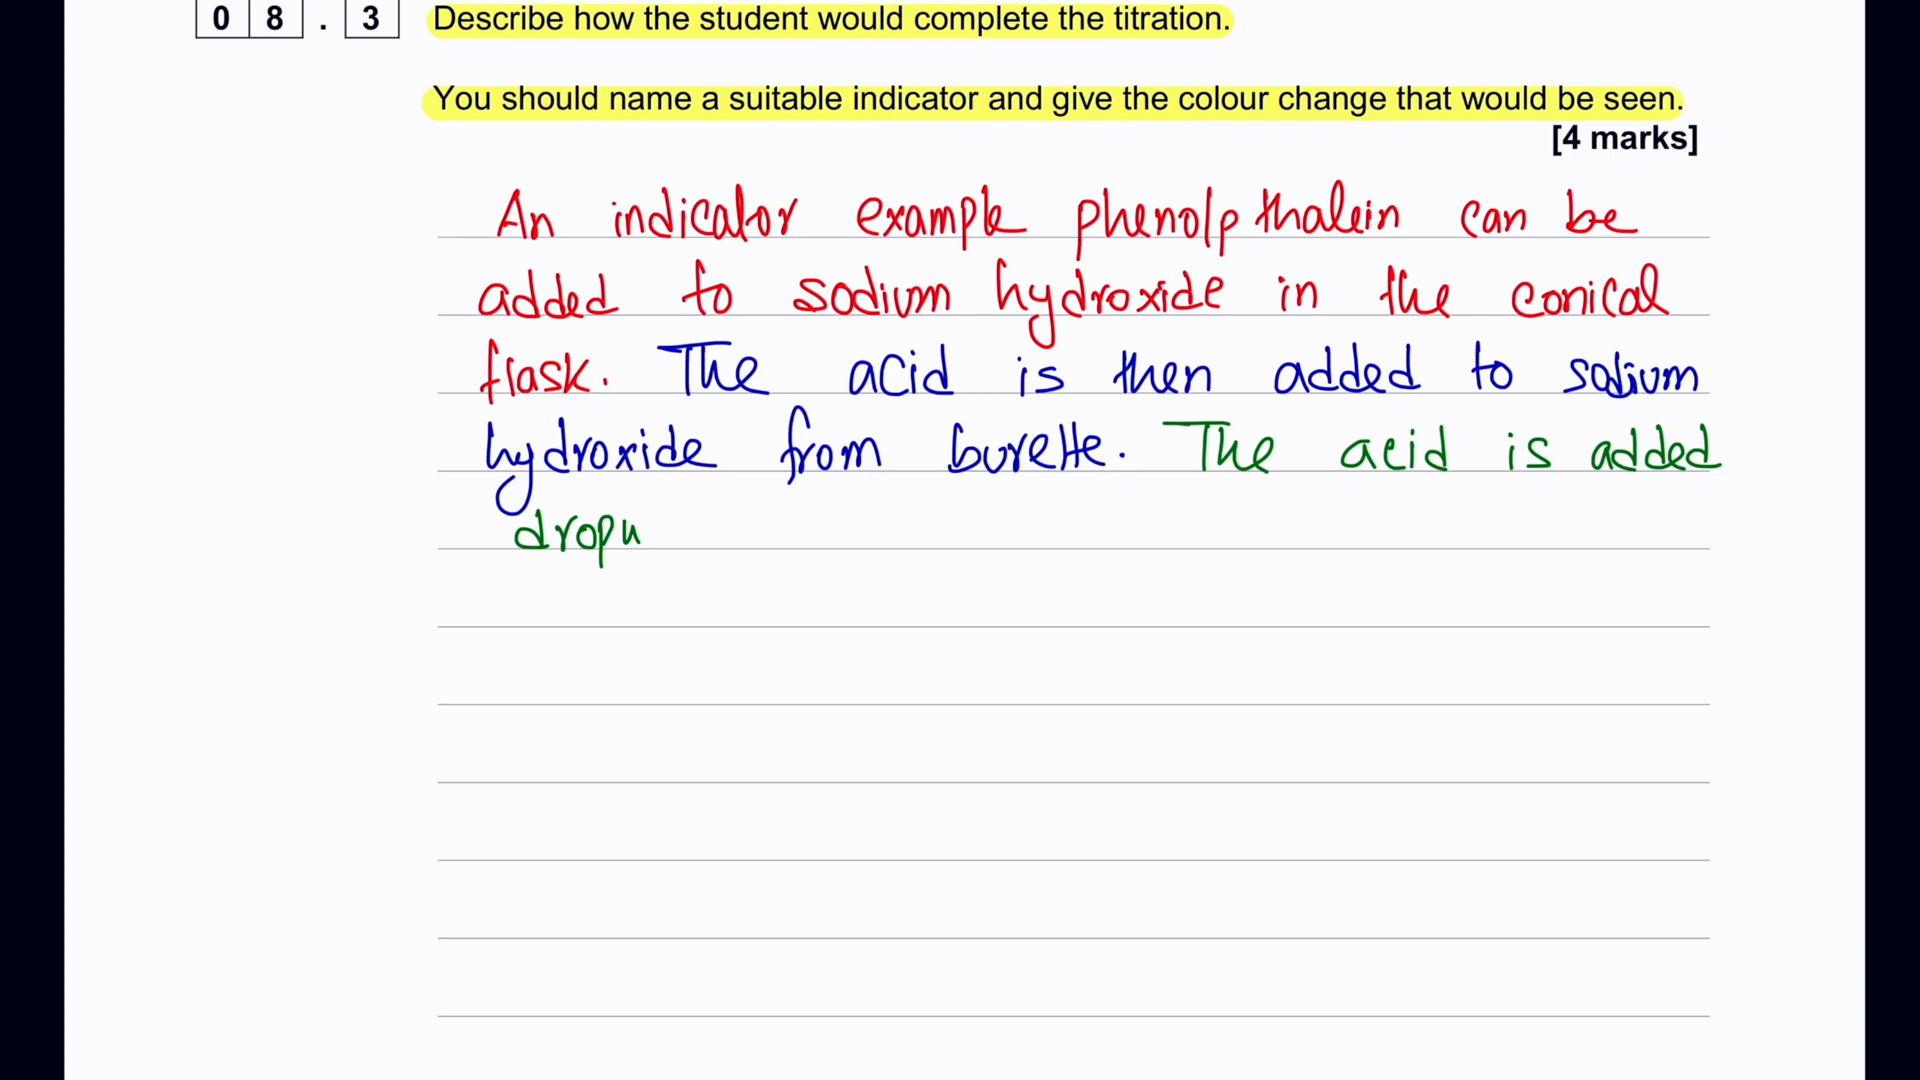 08.3 Describe how the student would complete the titration.
You should name a suitable indicator and give the colour change that would be seen.
[4 marks]
An indicator example phenolpthalein can be
added to sodium hydroxide in the conical
flask. The acid is then added to sodium
hydroxide from burette. The acid is added
dropu